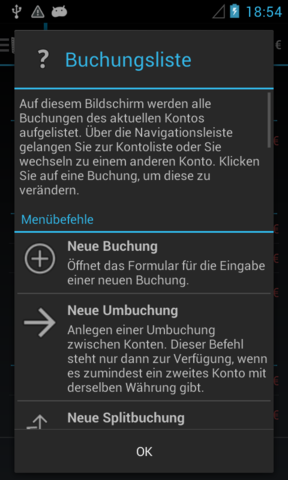 18:54
€
? Buchungsliste
Auf diesem Bildschirm werden alle
Buchungen des aktuellen Kontos
aufgelistet. Über die Navigationsleiste
gelangen Sie zur Kontoliste oder Sie
wechseln zu einem anderen Konto. Klicken
Sie auf eine Buchung, um diese zu
verändern.
Menübefehle
Neue Buchung
Öffnet das Formular für die Eingabe
einer neuen Buchung.
Neue Umbuchung
Anlegen einer Umbuchung
zwischen Konten. Dieser Befehl
steht nur dann zur Verfügung, wenn
es zumindest ein zweites Konto mit
derselben Währung gibt.
Neue Splitbuchung
OK